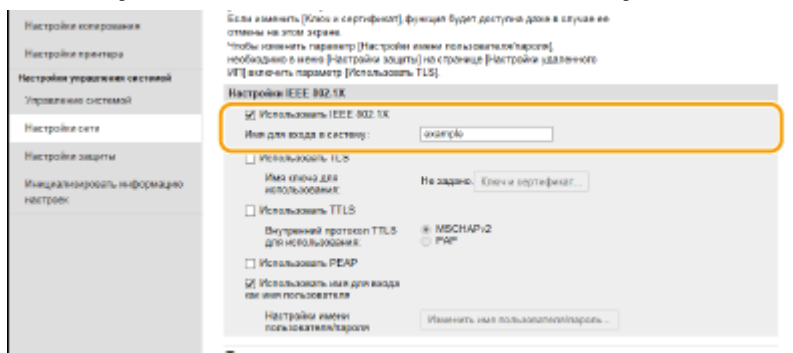 Настройки копирования
Настройки принтера
Настройки управления системой
Управление системой
Настройки сети
Настройки защиты
Инициализировать информацию
настроек
Если изменить [Ключ и сертификат], функция будет доступна даже в случае ее
отмены на этом экране.
Чтобы изменить параметр [Настройки имени пользователя/пароля],
необходимо в меню [Настройки защиты] на странице [Настройки удаленного
ИП] включить параметр [Использовать TLS].
Настройки IEEE 802.1X
Использовать IEEE 802.1X
Имя для входа в систему:
example
Использовать TLS
Имя ключа для
использования:
Не задано.
Ключ и сертификат...
Использовать TTLS
Внутренний протокол TTLS
для использования:
MSCHAPv2
PAP
Использовать PEAP
Использовать имя для входа
как имя пользователя
Настройки имени
пользователя/пароля
Изменить имя пользователя/пароль...